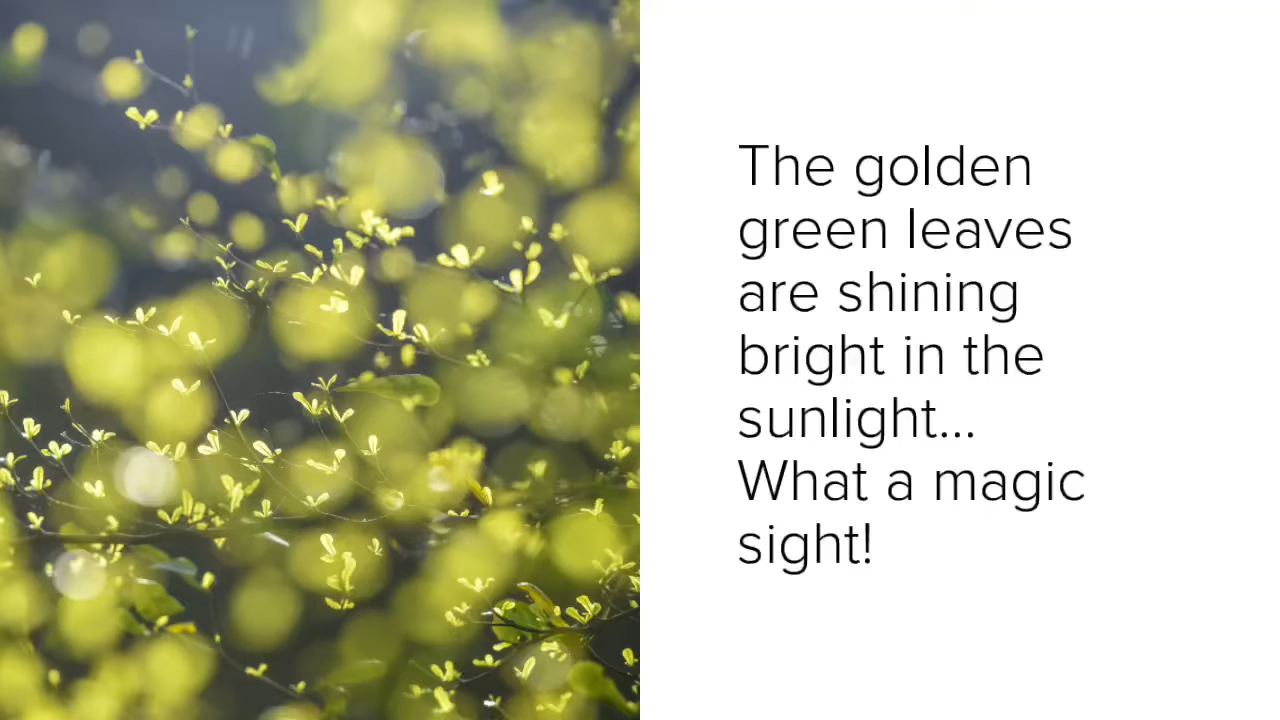 The golden
green leaves
are shining
bright in the
sunlight...
What a magic
sight!